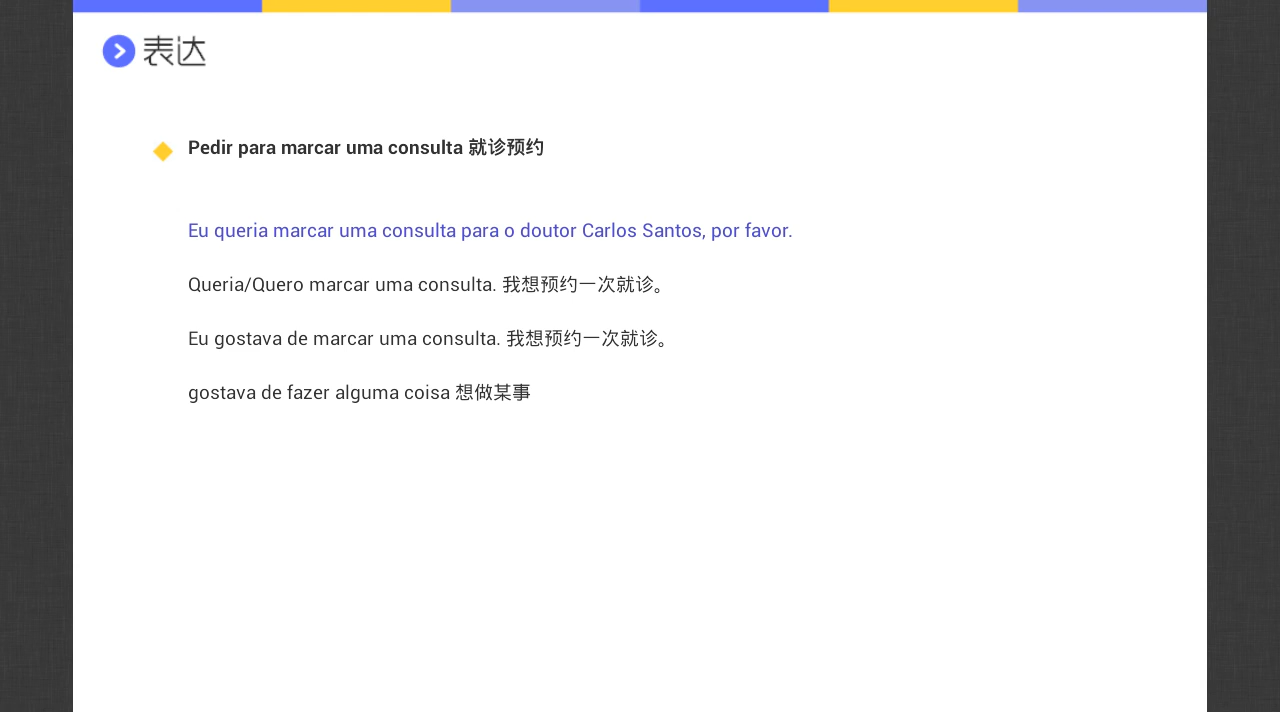 表达
Pedir para marcar uma consulta 就诊预约
Eu queria marcar uma consulta para o doutor Carlos Santos, por favor.
Queria/Quero marcar uma consulta. 我想预约一次就诊。
Eu gostava de marcar uma consulta. 我想预约一次就诊。
gostava de fazer alguma coisa 想做某事